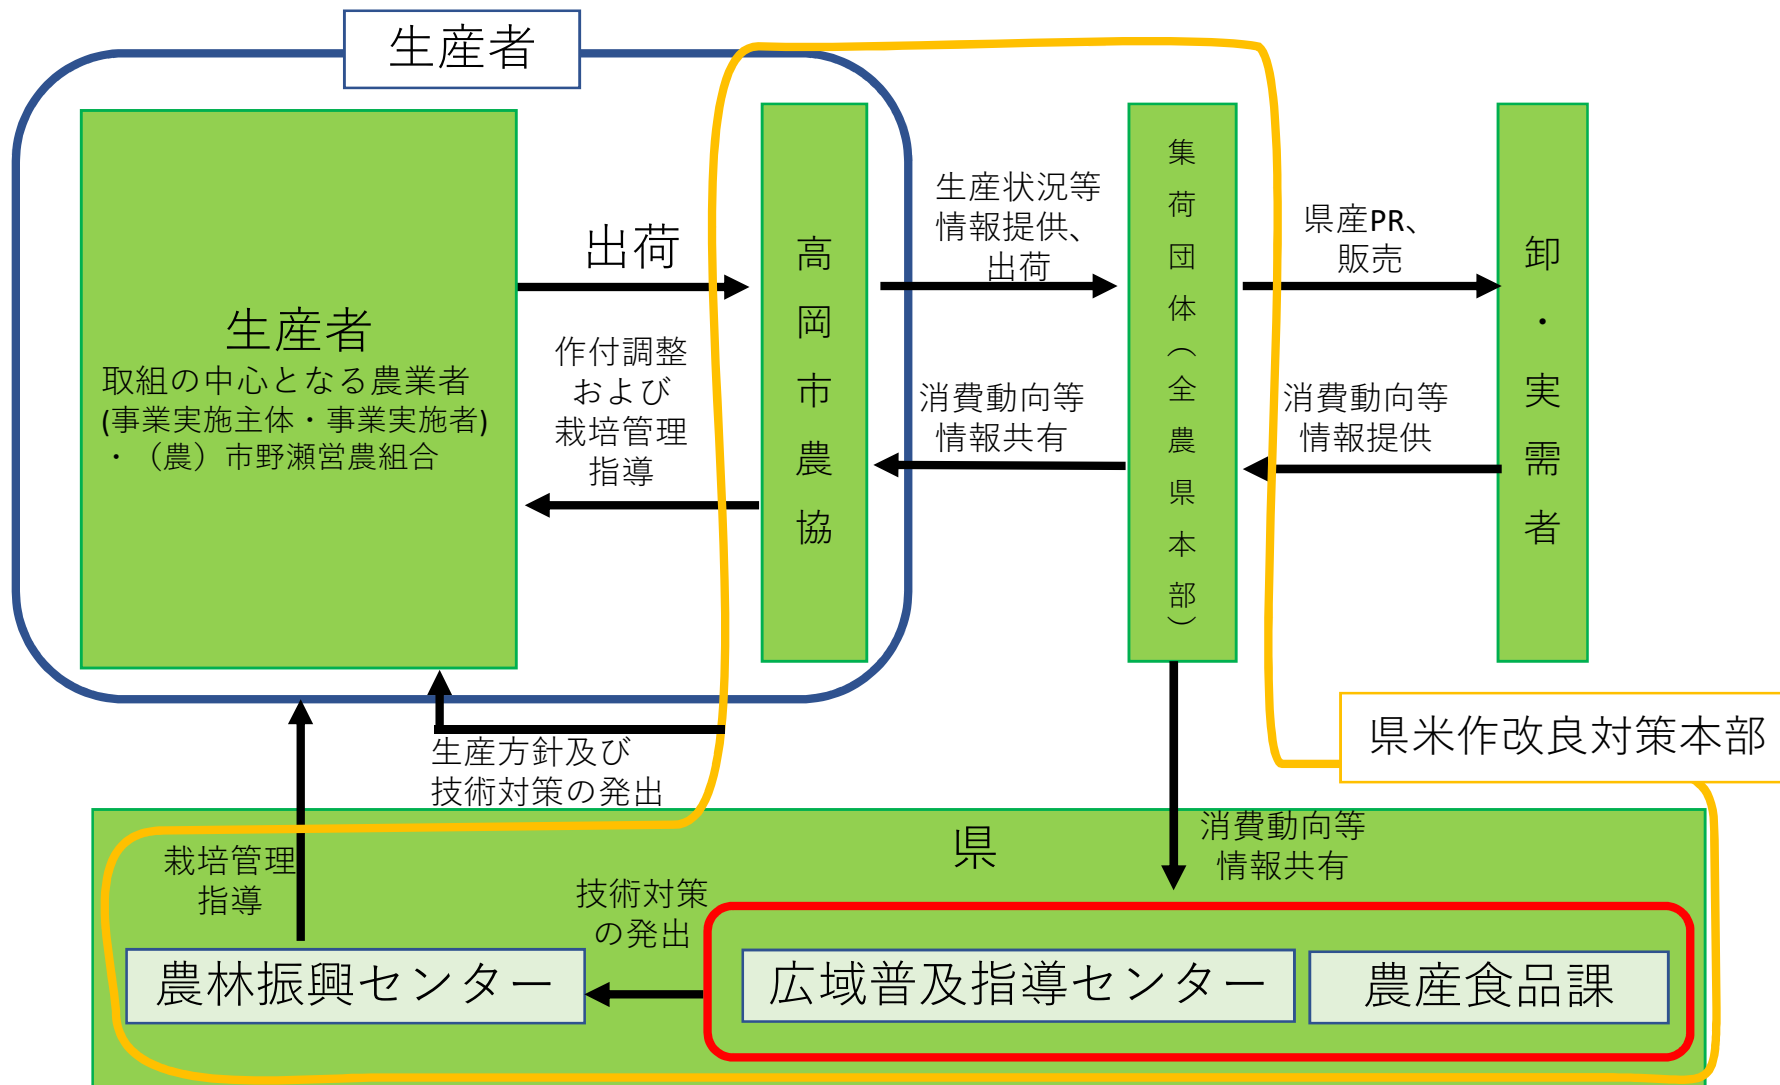 生産者
生産者
取組の中心となる農業者
(事業実施主体・事業実施者)
・（農）市野瀬営農組合
出荷
作付調整
および
栽培管理
指導
高岡市農協
生産状況等
情報提供、
出荷
消費動向等
情報共有
集荷団体（全農県本部）
県産PR、
販売
消費動向等
情報提供
卸・実需者
県米作改良対策本部
生産方針及び
技術対策の発出
県
消費動向等
情報共有
栽培管理
指導
技術対策
の発出
農林振興センター
広域普及指導センター
農産食品課